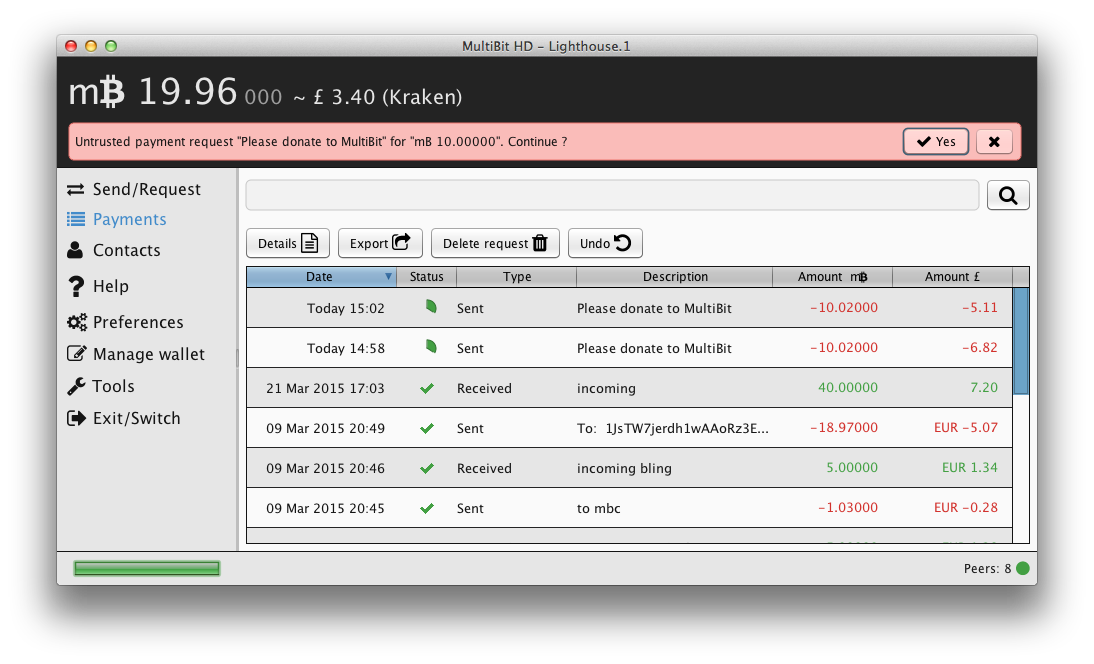 MultiBit HD – Lighthouse.1
m₿ 19.96 000 ~ £ 3.40 (Kraken)
Untrusted payment request "Please donate to MultiBit" for "mB 10.00000". Continue ?
Yes
Send/Request
Payments
Contacts
Help
Preferences
Manage wallet
Tools
Exit/Switch
Details
Export
Delete request
Undo
Date Status Type Description Amount m₿ Amount £
Today 15:02 Sent Please donate to MultiBit -10.02000 -5.11
Today 14:58 Sent Please donate to MultiBit -10.02000 -6.82
21 Mar 2015 17:03 Received incoming 40.00000 7.20
09 Mar 2015 20:49 Sent To: 1JsTW7jerdh1wAAoRz3E... -18.97000 EUR -5.07
09 Mar 2015 20:46 Received incoming bling 5.00000 EUR 1.34
09 Mar 2015 20:45 Sent to mbc -1.03000 EUR -0.28
Peers: 8